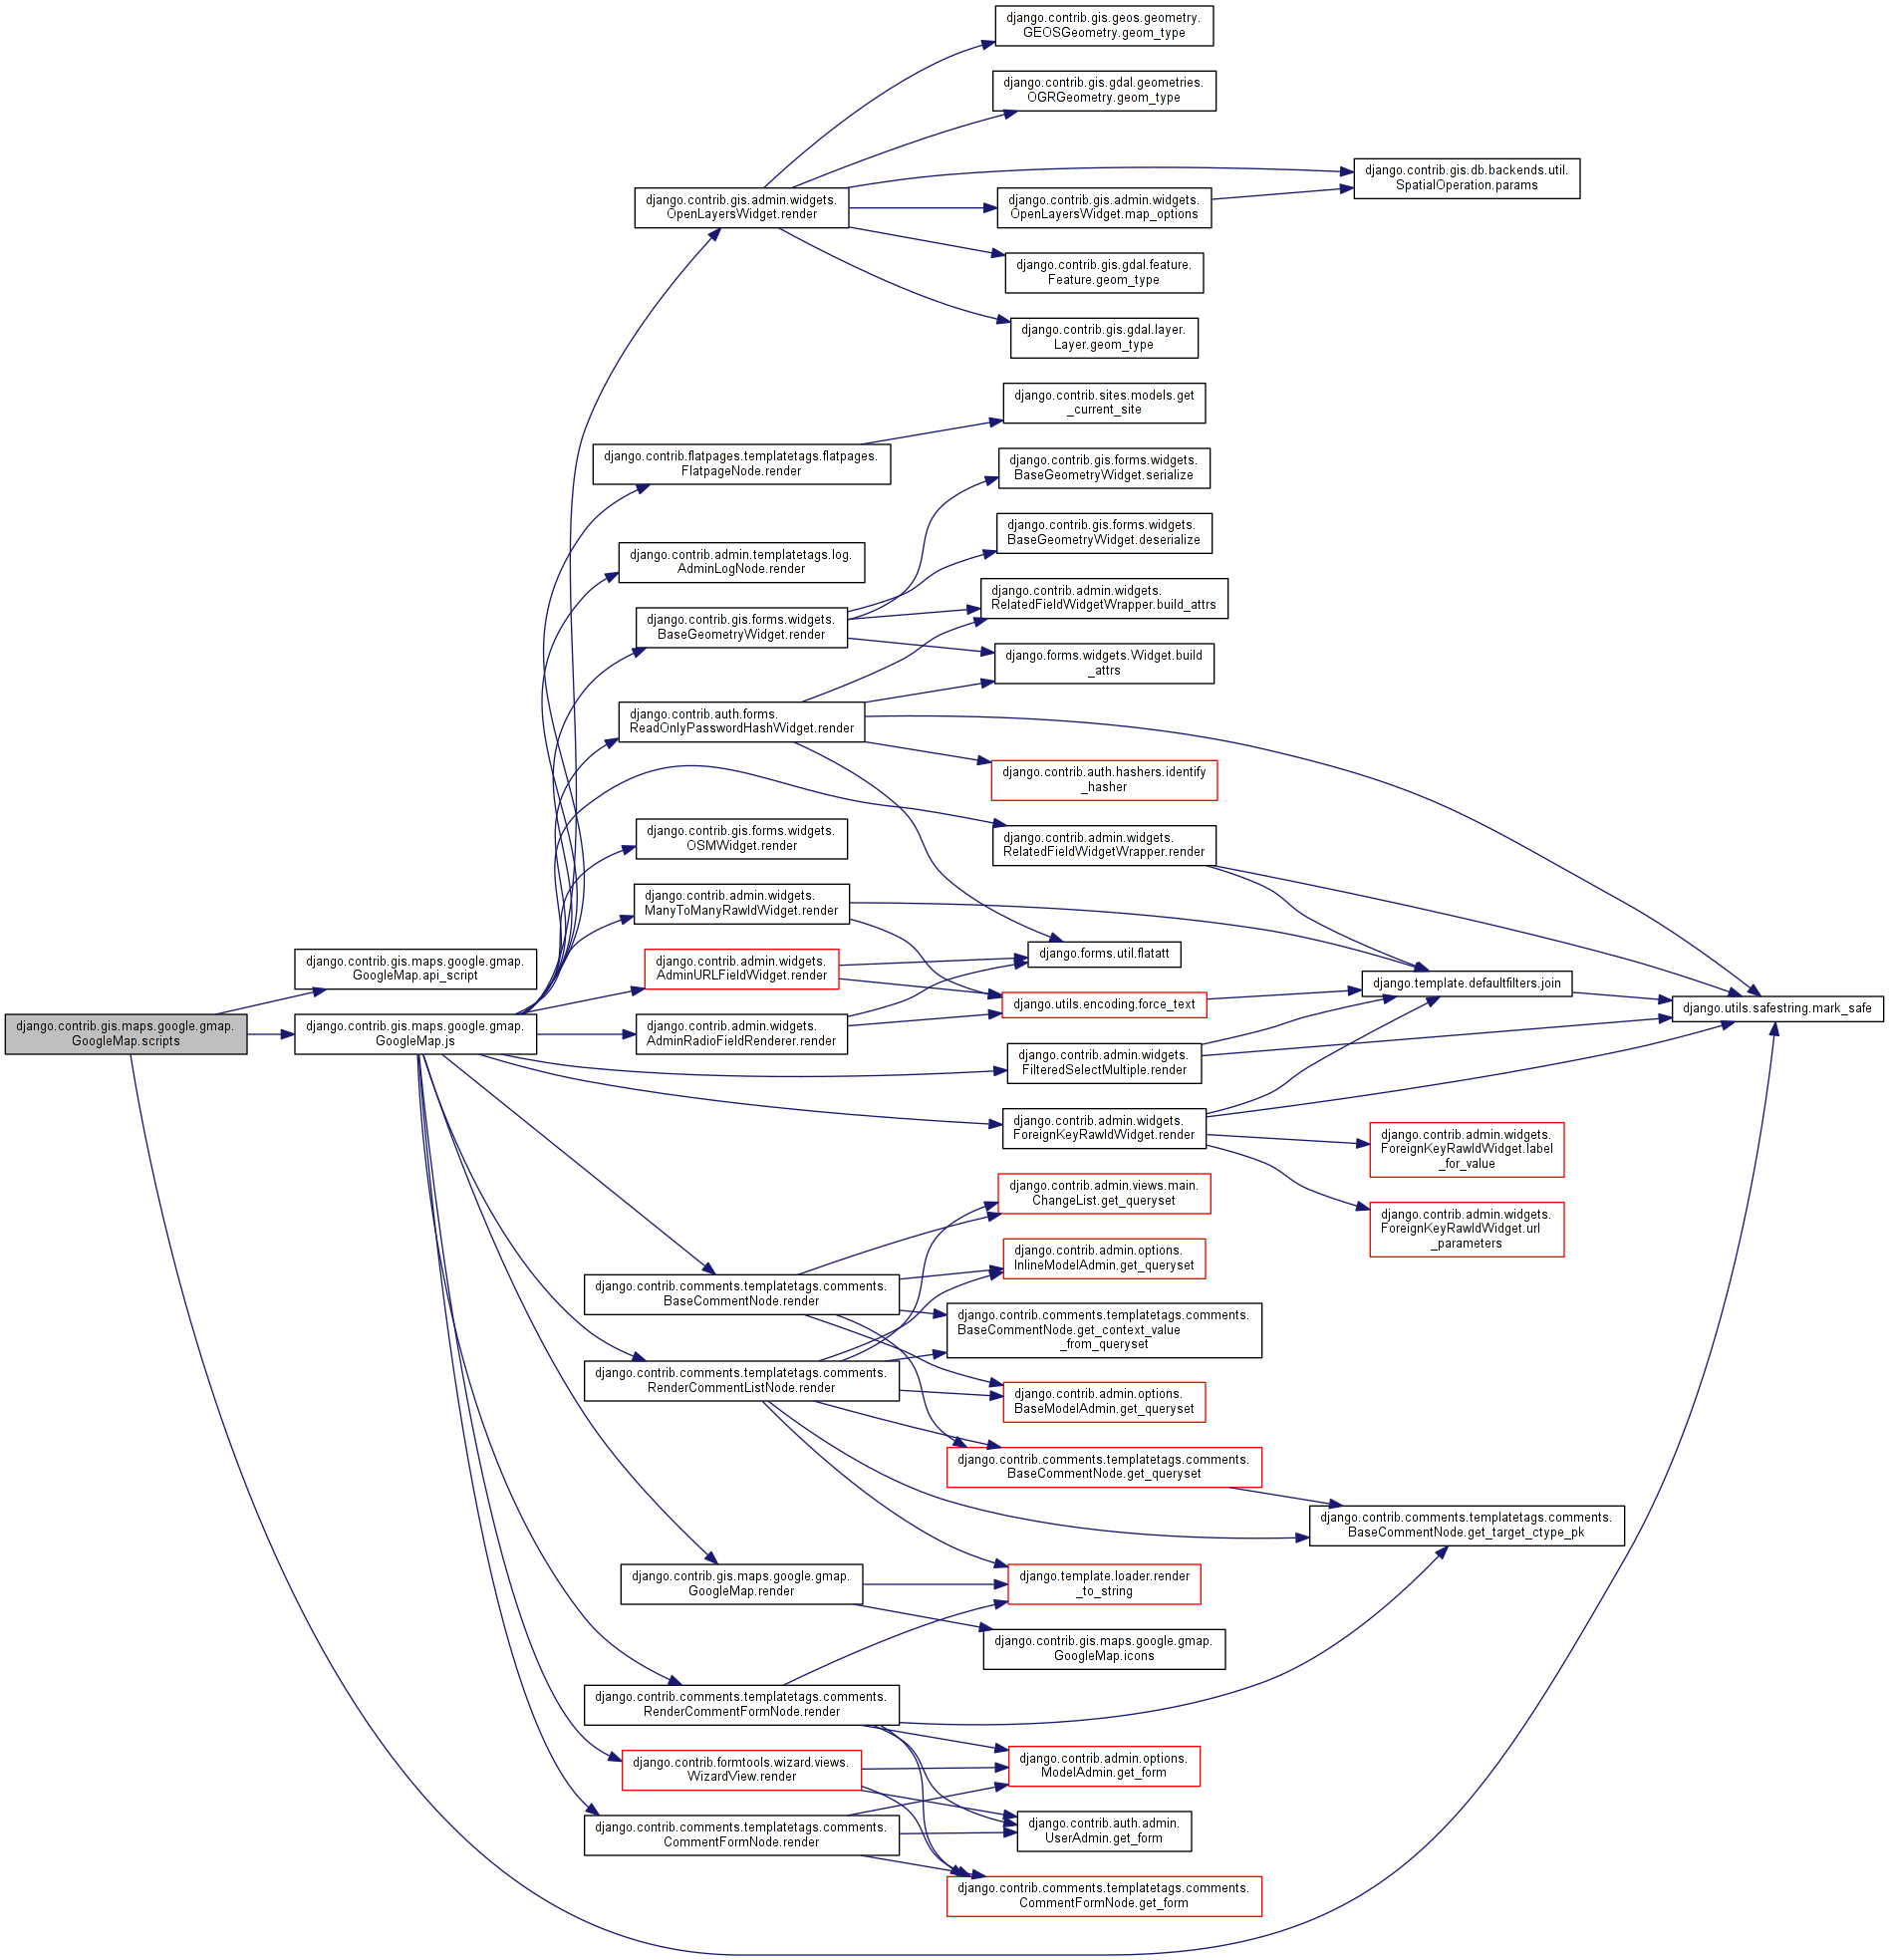 django.contrib.gis.geos.geometry.
GEOSGeometry.geom_type
django.contrib.gis.gdal.geometries.
OGRGeometry.geom_type
django.contrib.gis.db.backends.util.
SpatialOperation.params
django.contrib.gis.admin.widgets.
OpenLayersWidget.render
django.contrib.gis.admin.widgets.
OpenLayersWidget.map_options
django.contrib.gis.gdal.feature.
Feature.geom_type
django.contrib.gis.gdal.layer.
Layer.geom_type
django.contrib.sites.models.get
_current_site
django.contrib.flatpages.templatetags.flatpages.
FlatpageNode.render
django.contrib.gis.forms.widgets.
BaseGeometryWidget.serialize
django.contrib.gis.forms.widgets.
BaseGeometryWidget.deserialize
django.contrib.admin.templatetags.log.
AdminLogNode.render
django.contrib.admin.widgets.
RelatedFieldWidgetWrapper.build_attrs
django.contrib.gis.forms.widgets.
BaseGeometryWidget.render
django.forms.widgets.Widget.build
_attrs
django.contrib.auth.forms.
ReadOnlyPasswordHashWidget.render
django.contrib.auth.hashers.identify
_hasher
django.contrib.gis.forms.widgets.
OSMWidget.render
django.contrib.admin.widgets.
RelatedFieldWidgetWrapper.render
django.contrib.admin.widgets.
ManyToManyRawIdWidget.render
django.forms.util.flatatt
django.contrib.gis.maps.google.gmap.
GoogleMap.api_script
django.contrib.admin.widgets.
AdminURLFieldWidget.render
django.template.defaultfilters.join
django.utils.encoding.force_text
django.utils.safestring.mark_safe
django.contrib.gis.maps.google.gmap.
GoogleMap.scripts
django.contrib.gis.maps.google.gmap.
GoogleMap.js
django.contrib.admin.widgets.
AdminRadioFieldRenderer.render
django.contrib.admin.widgets.
FilteredSelectMultiple.render
django.contrib.admin.widgets.
ForeignKeyRawIdWidget.render
django.contrib.admin.widgets.
ForeignKeyRawIdWidget.label
_for_value
django.contrib.admin.widgets.
ForeignKeyRawIdWidget.url
_parameters
django.contrib.admin.views.main.
ChangeList.get_queryset
django.contrib.admin.options.
InlineModelAdmin.get_queryset
django.contrib.comments.templatetags.comments.
BaseCommentNode.render
django.contrib.comments.templatetags.comments.
BaseCommentNode.get_context_value
_from_queryset
django.contrib.comments.templatetags.comments.
RenderCommentListNode.render
django.contrib.admin.options.
BaseModelAdmin.get_queryset
django.contrib.comments.templatetags.comments.
BaseCommentNode.get_queryset
django.contrib.comments.templatetags.comments.
BaseCommentNode.get_target_ctype_pk
django.contrib.gis.maps.google.gmap.
GoogleMap.render
django.template.loader.render
_to_string
django.contrib.gis.maps.google.gmap.
GoogleMap.icons
django.contrib.comments.templatetags.comments.
RenderCommentFormNode.render
django.contrib.formtools.wizard.views.
WizardView.render
django.contrib.admin.options.
ModelAdmin.get_form
django.contrib.comments.templatetags.comments.
CommentFormNode.render
django.contrib.auth.admin.
UserAdmin.get_form
django.contrib.comments.templatetags.comments.
CommentFormNode.get_form